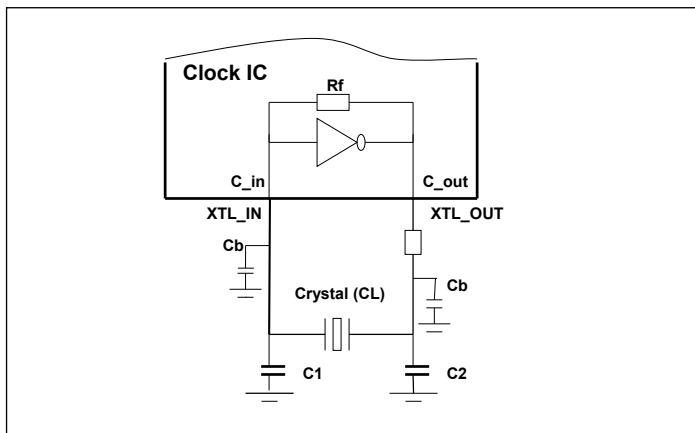 Clock IC
Rf
C_in
C_out
XTL_IN
XTL_OUT
Cb
Cb
Crystal (CL)
C1
C2